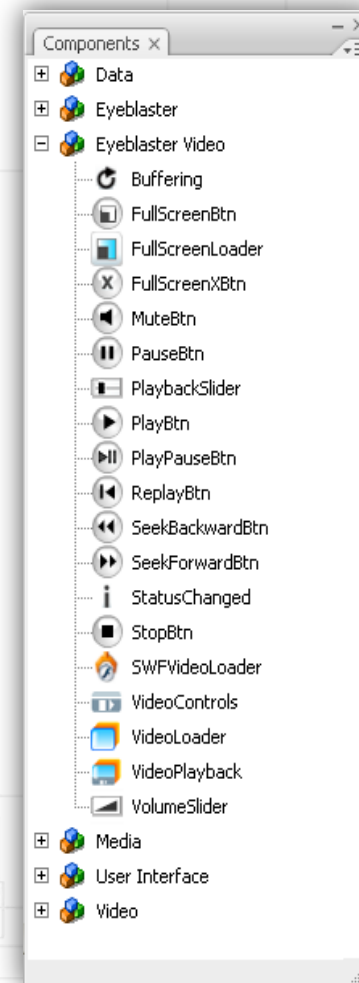 Components
Data
Eyeblaster
Eyeblaster Video
Buffering
FullScreenBtn
FullScreenLoader
FullScreenXBtn
MuteBtn
PauseBtn
PlaybackSlider
PlayBtn
PlayPauseBtn
ReplayBtn
SeekBackwardBtn
SeekForwardBtn
StatusChanged
StopBtn
SWFVideoLoader
VideoControls
VideoLoader
VideoPlayback
VolumeSlider
Media
User Interface
Video